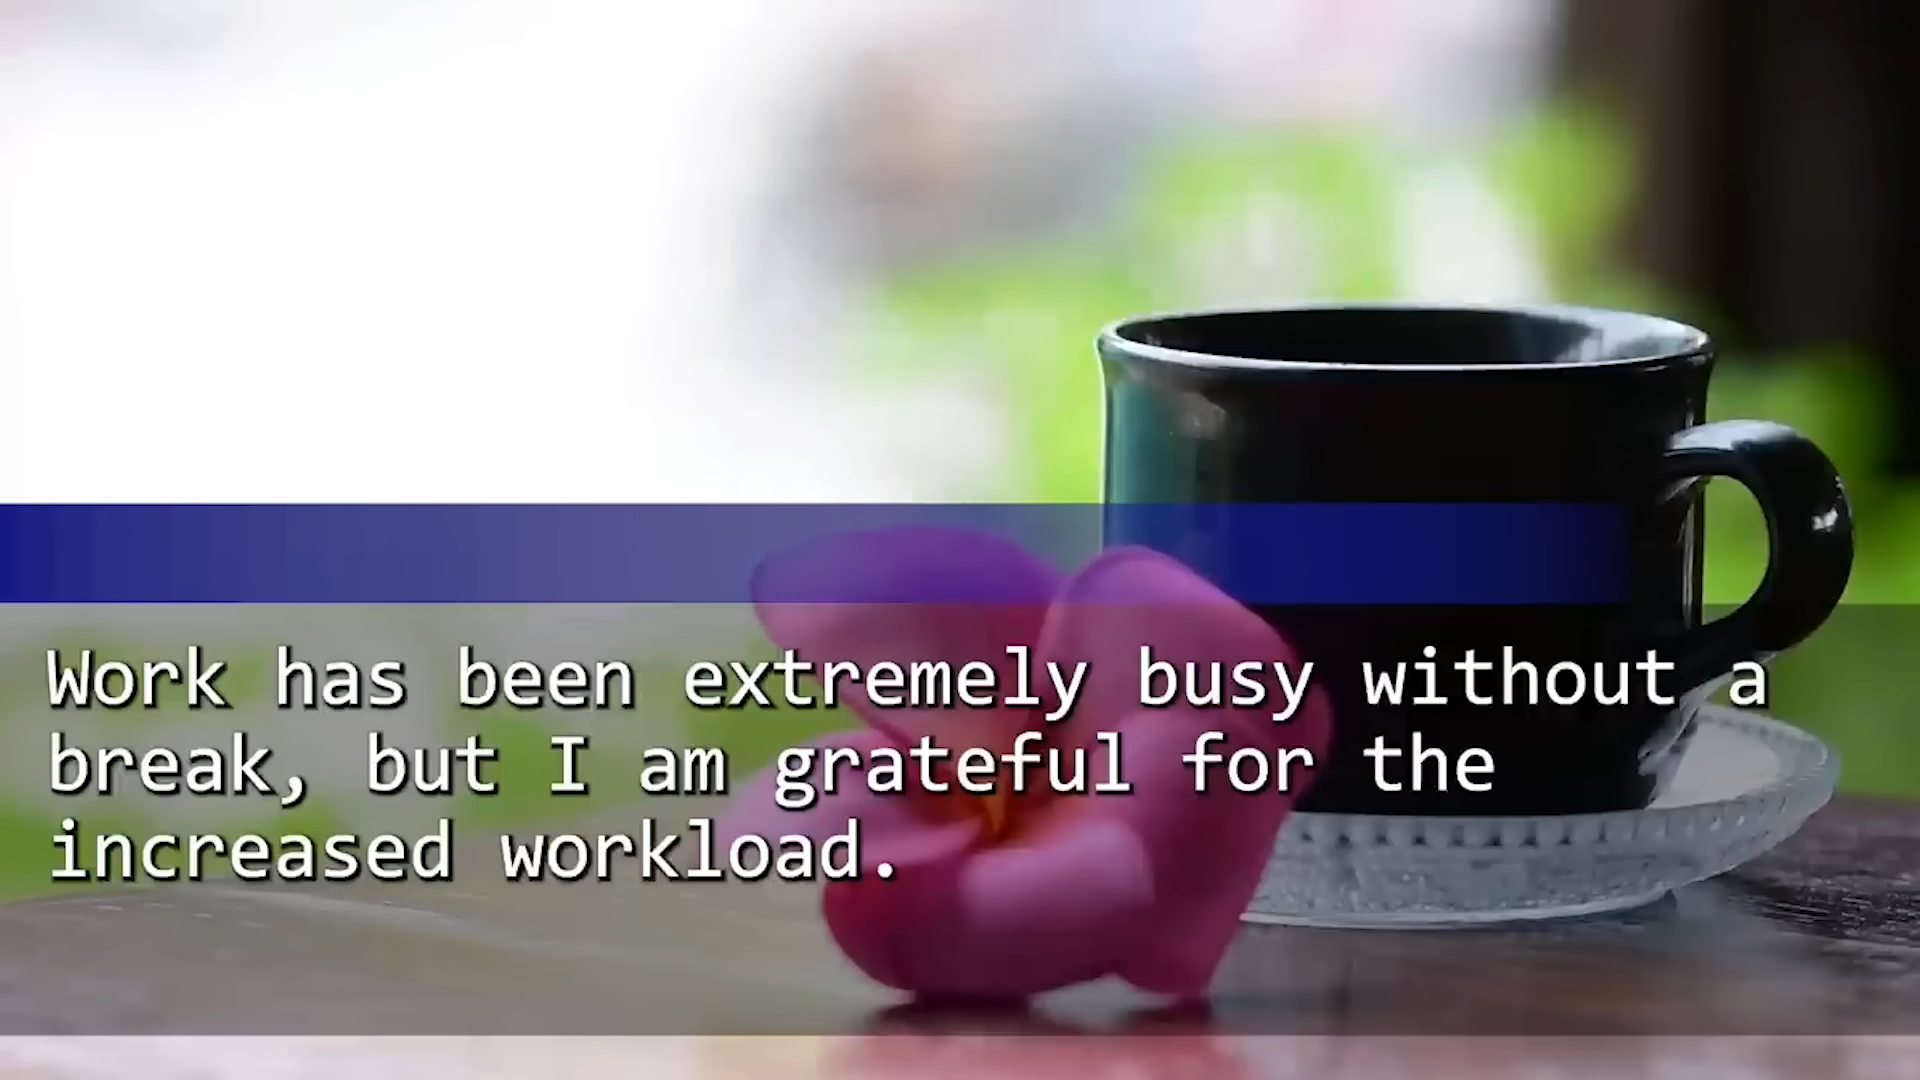 Work has been extremely busy without a
break, but I am grateful for the
increased workload.